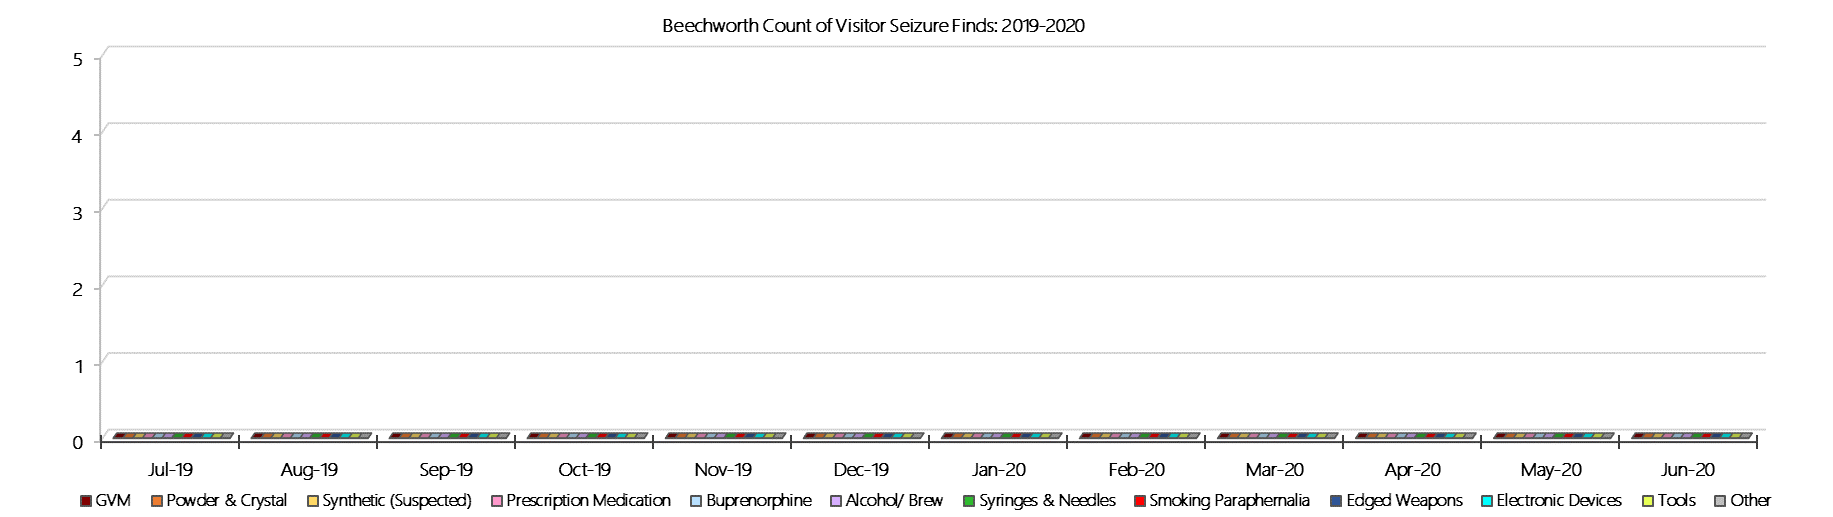 Beechworth Count of Visitor Seizure Finds: 2019-2020
5
4
3
2
1
0
Jul-19 Aug-19 Sep-19 Oct-19 Nov-19 Dec-19 Jan-20 Feb-20 Mar-20 Apr-20 May-20 Jun-20
GVM Powder & Crystal Synthetic (Suspected) Prescription Medication Buprenorphine Alcohol/ Brew Syringes & Needles Smoking Paraphernalia Edged Weapons Electronic Devices Tools Other